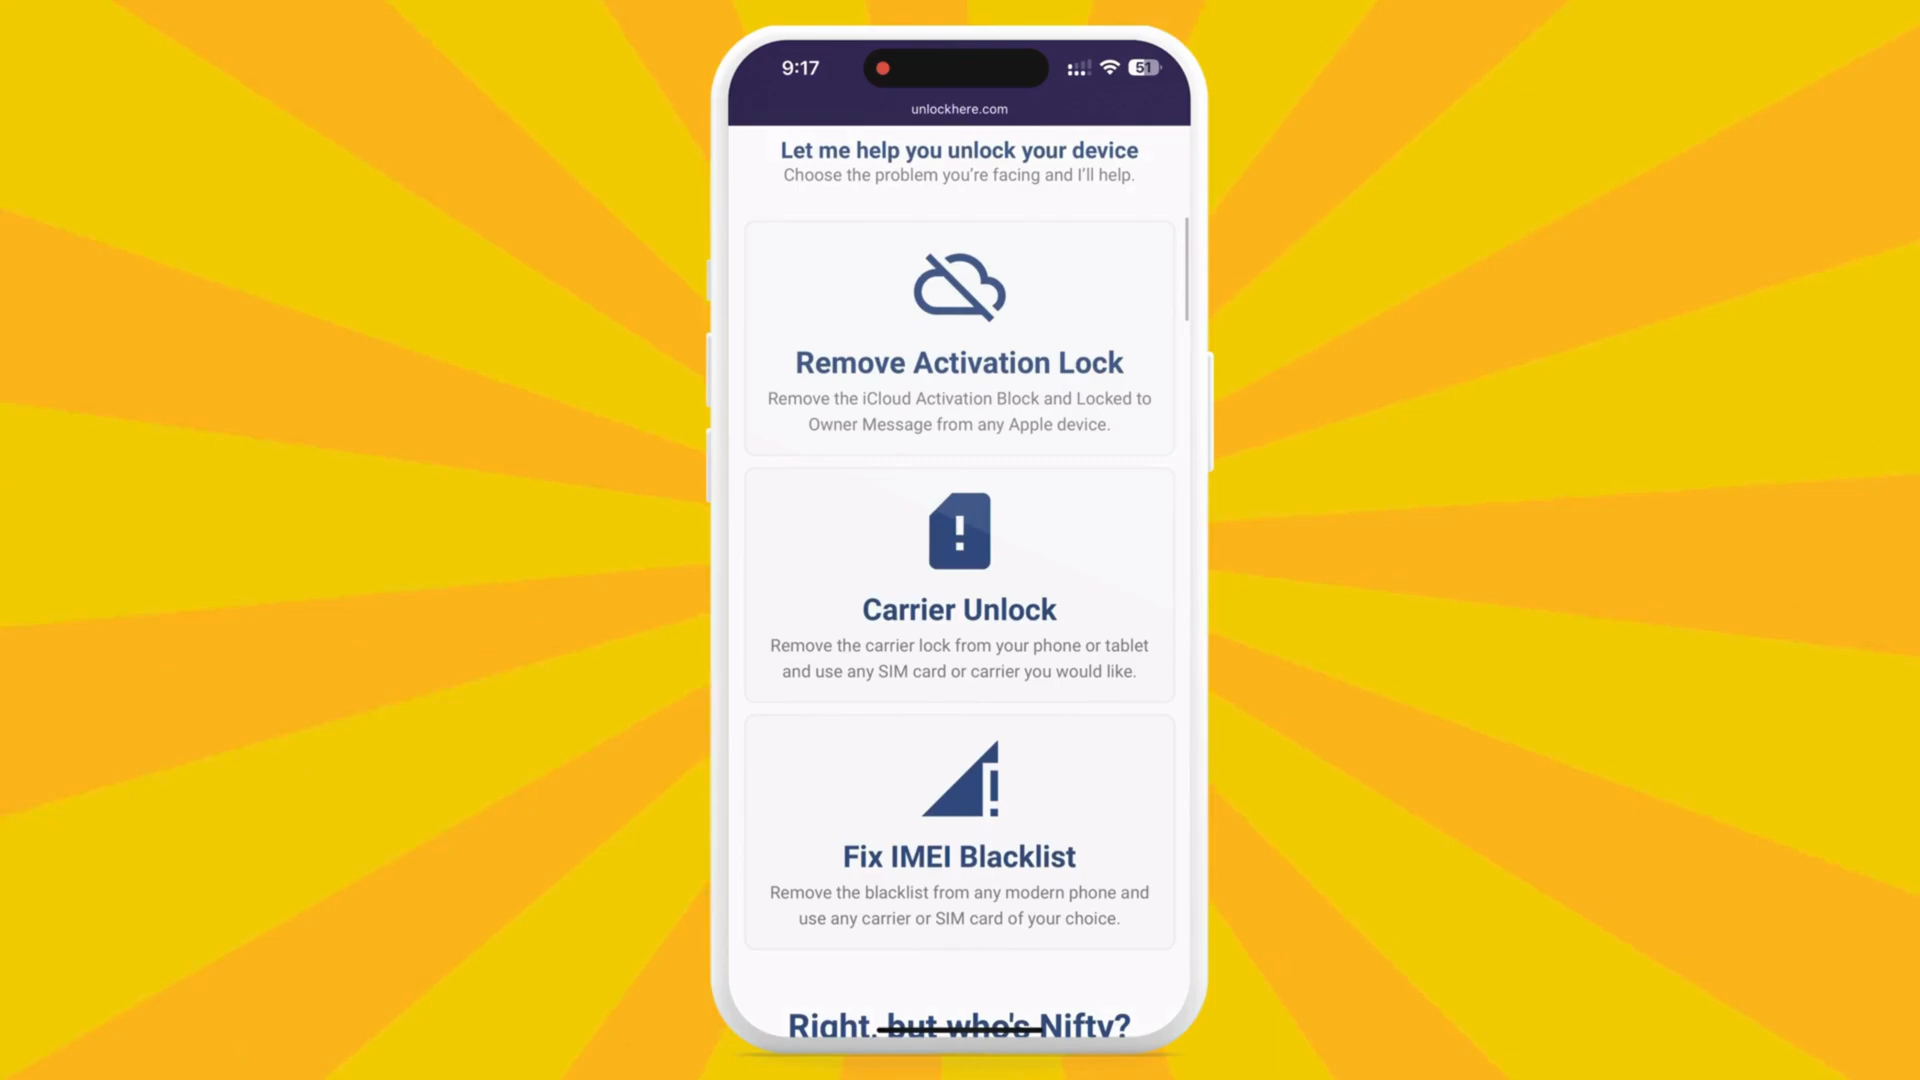 9:17
51
unlockhere.com
Let me help you unlock your device
Choose the problem you're facing and I'll help.
Remove Activation Lock
Remove the iCloud Activation Block and Locked to
Owner Message from any Apple device.
Carrier Unlock
Remove the carrier lock from your phone or tablet
and use any SIM card or carrier you would like.
Fix IMEI Blacklist
Remove the blacklist from any modern phone and
use any carrier or SIM card of your choice.
Right, but who's Nifty?